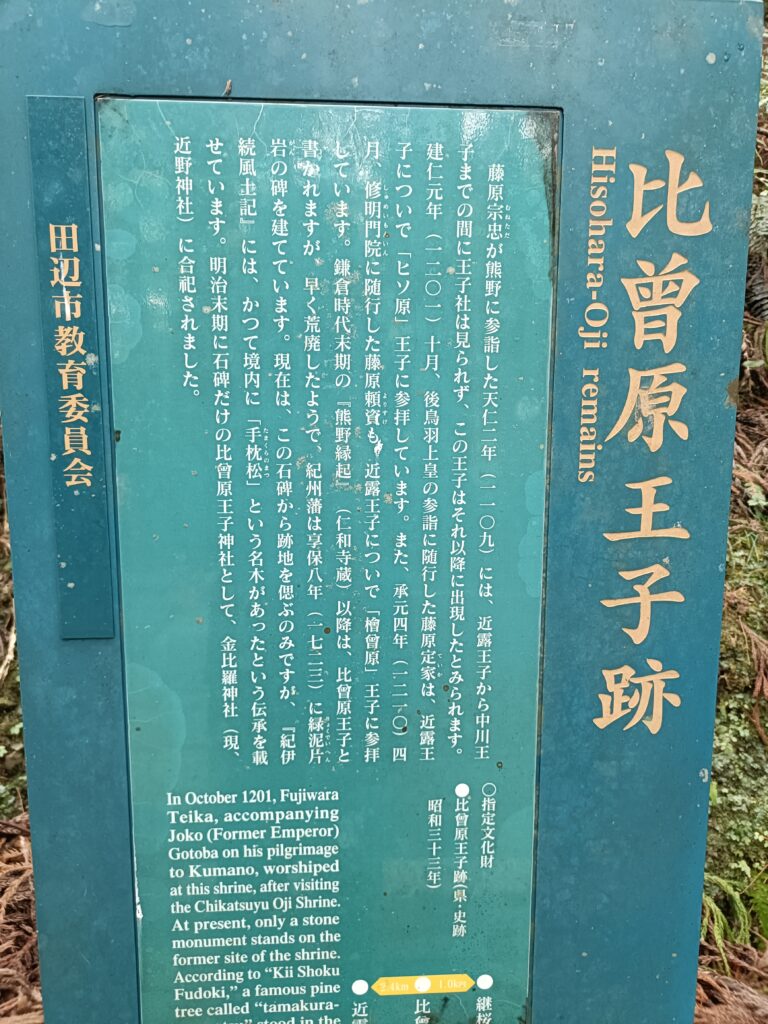 比曽原王子跡
Hisohara-Oji remains
藤原宗忠が熊野に参詣した天仁二年（一一〇九）には、近露王子から中川王
子までの間に王子社は見られず、この王子はそれ以降に出現したとみられます。
建仁元年（一二〇一）十月、後鳥羽上皇の参詣に随行した藤原定家は、近露王
子についで「ヒソ原」王子に参拝しています。また、承元四年（一二一〇）四
月、修明門院に随行した藤原頼資も、近露王子についで「檜曽原」王子に参拝
しています。鎌倉時代末期の『熊野縁起』（仁和寺蔵）以降は、比曽原王子と
書かれますが、早く荒廃したようで、紀州藩は享保八年（一七二三）に緑泥片
岩の碑を建てています。現在は、この石碑から跡地を偲ぶのみですが、『紀伊
続風土記』には、かつて境内に「手枕松」という名木があったという伝承を載
せています。明治末期に石碑だけの比曽原王子神社として、金比羅神社（現、
近野神社）に合祀されました。
田辺市教育委員会
○指定文化財
●比曽原王子跡(県・史跡
昭和三十三年)
In October 1201, Fujiwara
Teika, accompanying
Joko (Former Emperor)
Gotoba on his pilgrimage
to Kumano, worshiped
at this shrine, after visiting
the Chikatsuyu Oji Shrine.
At present, only a stone
monument stands on the
former site of the shrine.
According to "Kii Shoku
Fudoki," a famous pine
tree called "tamakura-
stood in the
継桜
1.0km
比曽
2.4km
近露